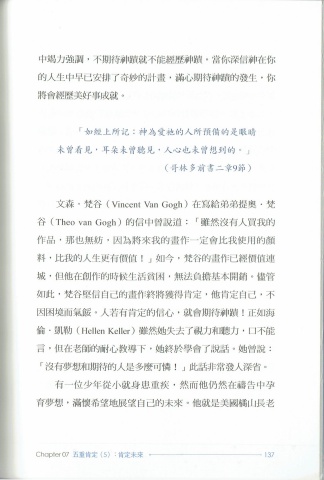 中竭力強調，不期待神蹟就不能經歷神蹟，當你深信神在你
的人生中早已安排了奇妙的計畫，滿心期待神蹟的發生，你
將會經歷美好事成就。
「如經上所記：神為愛祂的人所預備的是眼睛
未曾看見，耳朵未曾聽見，人心也未曾想到的。」
（哥林多前書二章9節）
文森．梵谷（Vincent Van Gogh）在寫給弟弟提奧．梵
谷（Theo van Gogh）的信中曾說道：「雖然沒有人買我的
作品，那也無妨，因為將來我的畫作一定會比我使用的顏
料，比我的人生更有價值！」如今，梵谷的畫作已經價值連
城，但他在創作的時候生活貧困，無法負擔基本開銷。儘管
如此，梵谷堅信自己的畫作終將獲得肯定，他肯定自己，不
因困境而氣餒。人若有肯定的信心，就會期待神蹟！正如海
倫．凱勒（Hellen Keller）雖然她失去了視力和聽力，口不能
言，但在老師的耐心教導下，她終於學會了說話。她曾說：
「沒有夢想和期待的人是多麼可憐！」此話非常發人深省。
有一位少年從小就身患重疾，然而他仍然在禱告中孕
育夢想，滿懷希望地展望自己的未來。他就是美國橘山長老
Chapter 07 五重肯定（5）：肯定未來 137